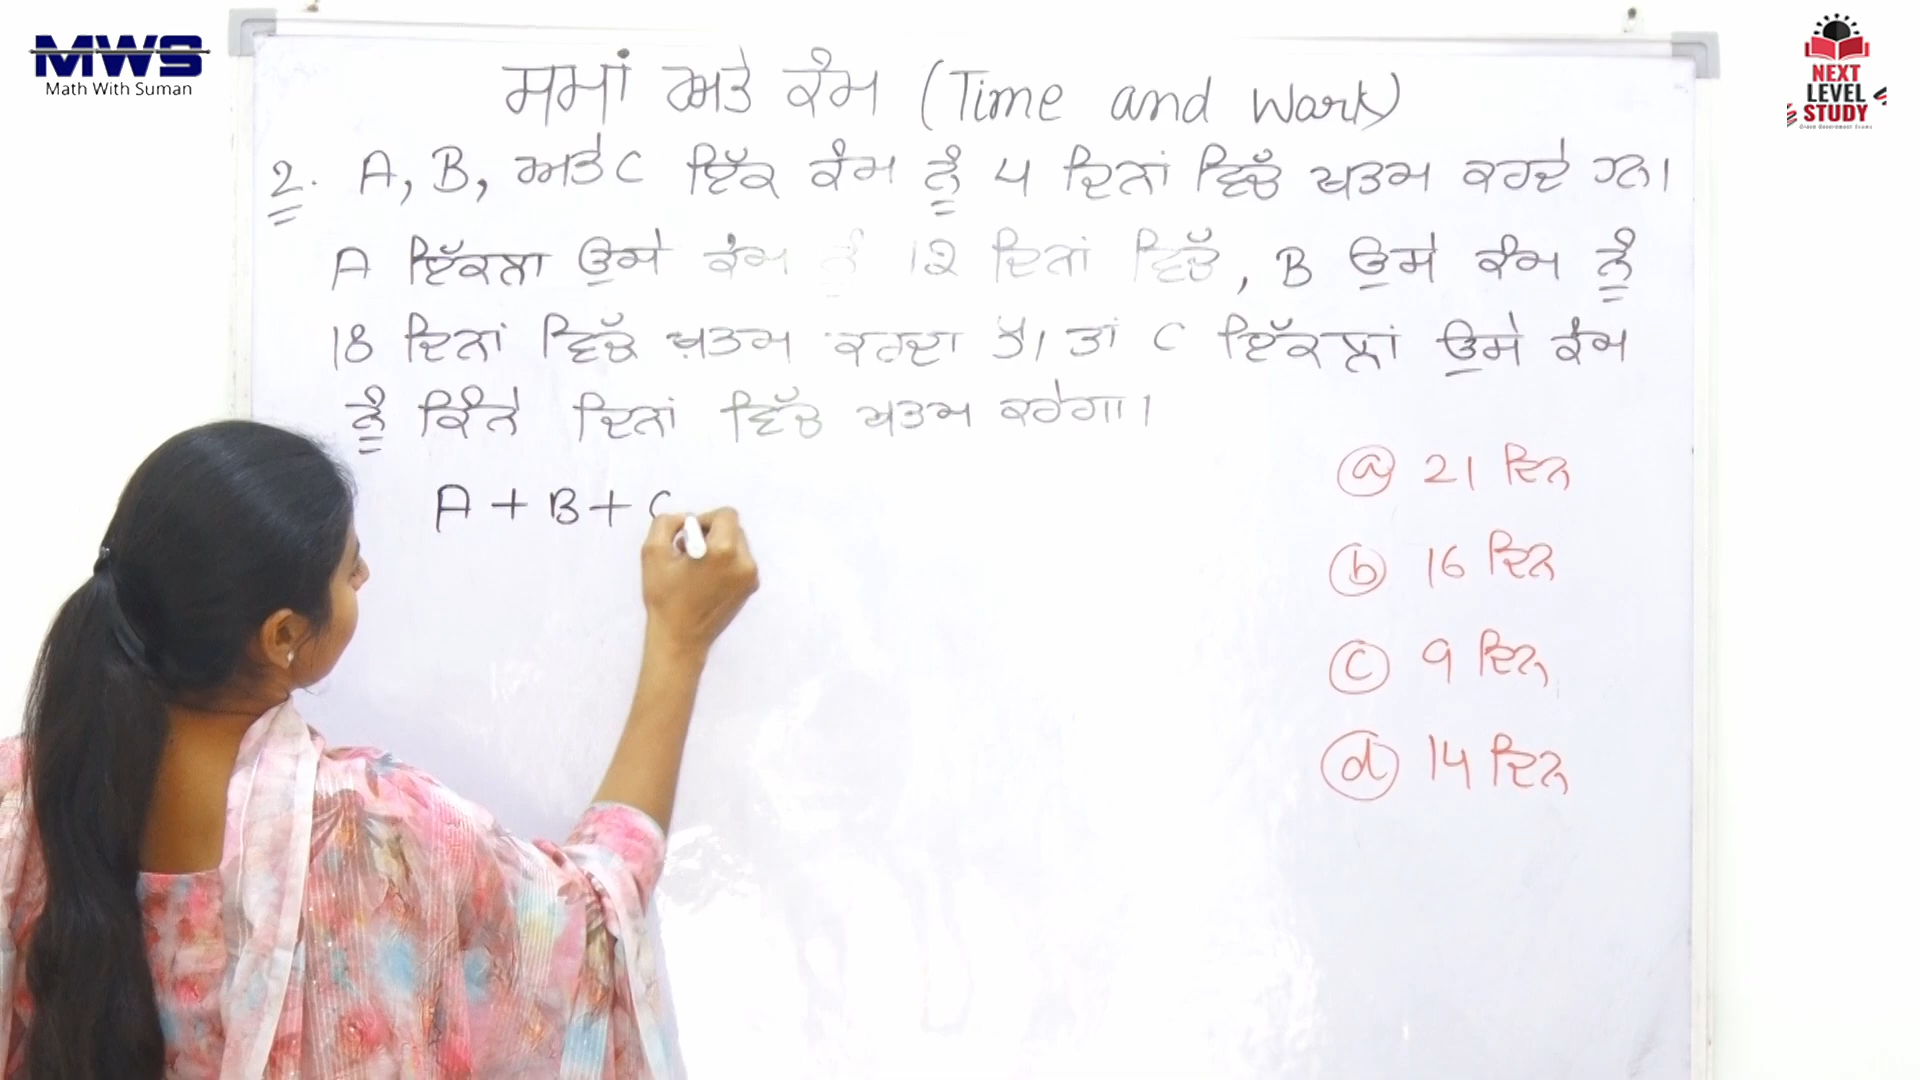 MWS
Math With Suman
NEXT
LEVEL
STUDY
ਸਮਾਂ ਅਤੇ ਕੰਮ (Time and Work)
2. A, B, ਅਤੇ C ਇੱਕ ਕੰਮ ਨੂੰ 4 ਦਿਨਾਂ ਵਿੱਚ ਖਤਮ ਕਰਦੇ ਹਨ।
A ਇੱਕਲਾ ਉਸੇ ਕੰਮ ਨੂੰ 12 ਦਿਨਾਂ ਵਿੱਚ, B ਉਸੇ ਕੰਮ ਨੂੰ
18 ਦਿਨਾਂ ਵਿੱਚ ਖ਼ਤਮ ਕਰਦਾ ਹੈ। ਤਾਂ C ਇੱਕਲਾਂ ਉਸੇ ਕੰਮ
ਨੂੰ ਕਿੰਨੇ ਦਿਨਾਂ ਵਿੱਚ ਖਤਮ ਕਰੇਗਾ।
A + B + C
(a) 21 ਦਿਨ
(b) 16 ਦਿਨ
(c) 9 ਦਿਨ
(d) 14 ਦਿਨ